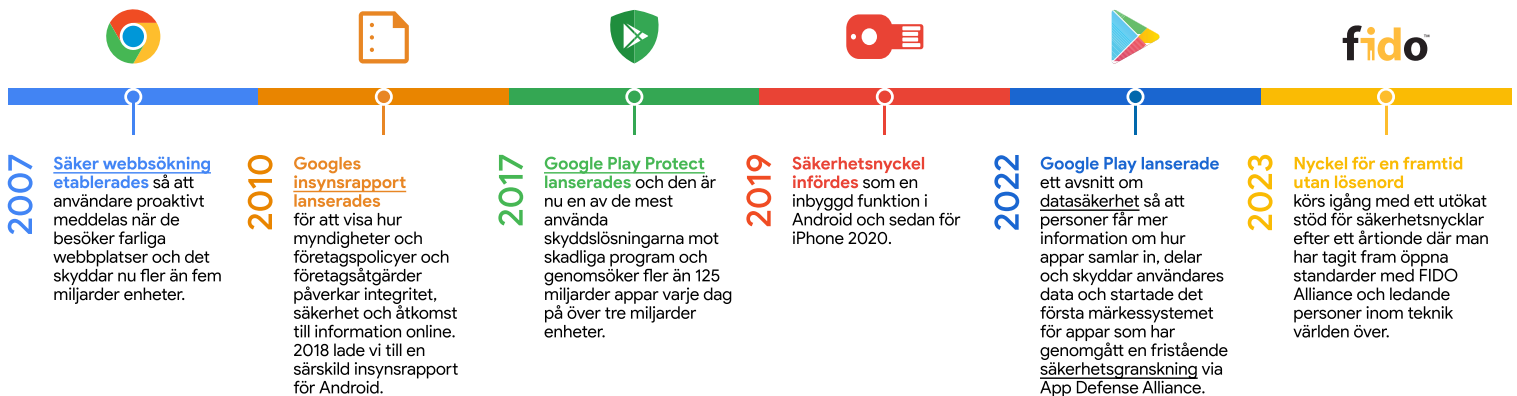 fido™
2007
Säker webbsökning
etablerades så att
användare proaktivt
meddelas när de
besöker farliga
webbplatser och det
skyddar nu fler än fem
miljarder enheter.
2010
Googles
insynsrapport
lanserades
för att visa hur
myndigheter och
företagspolicyer och
företagsåtgärder
påverkar integritet,
säkerhet och åtkomst
till information online.
2018 lade vi till en
särskild insynsrapport
för Android.
2017
Google Play Protect
lanserades och den är
nu en av de mest
använda
skyddslösningarna mot
skadliga program och
genomsöker fler än 125
miljarder appar varje dag
på över tre miljarder
enheter.
2019
Säkerhetsnyckel
infördes som en
inbyggd funktion i
Android och sedan för
iPhone 2020.
2022
Google Play lanserade
ett avsnitt om
datasäkerhet så att
personer får mer
information om hur
appar samlar in, delar
och skyddar användares
data och startade det
första märkessystemet
för appar som har
genomgått en fristående
säkerhetsgranskning via
App Defense Alliance.
2023
Nyckel för en framtid
utan lösenord
körs igång med ett utökat
stöd för säkerhetsnycklar
efter ett årtionde där man
har tagit fram öppna
standarder med FIDO
Alliance och ledande
personer inom teknik
världen över.